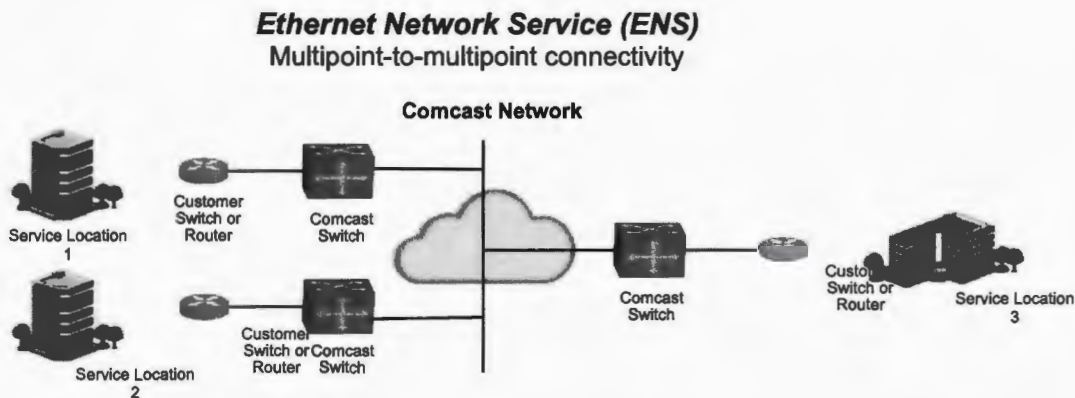 Ethernet Network Service (ENS)
Multipoint-to-multipoint connectivity
Comcast Network
Customer
Switch or
Router
Comcast
Switch
Service Location
1
Customer
Switch or
Router
Comcast
Switch
Service Location
2
Comcast
Switch
Switch or
Router
Service Location
3